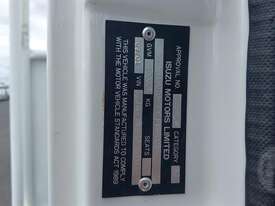 APPROVAL NO.
CATEGORY
ISUZU MOTORS LIMITED
GVM
KG
SEATS
VIN
THIS VEHICLE WAS MANUFACTURED TO COMPLY
WITH THE MOTOR VEHICLE STANDARDS ACT 1989